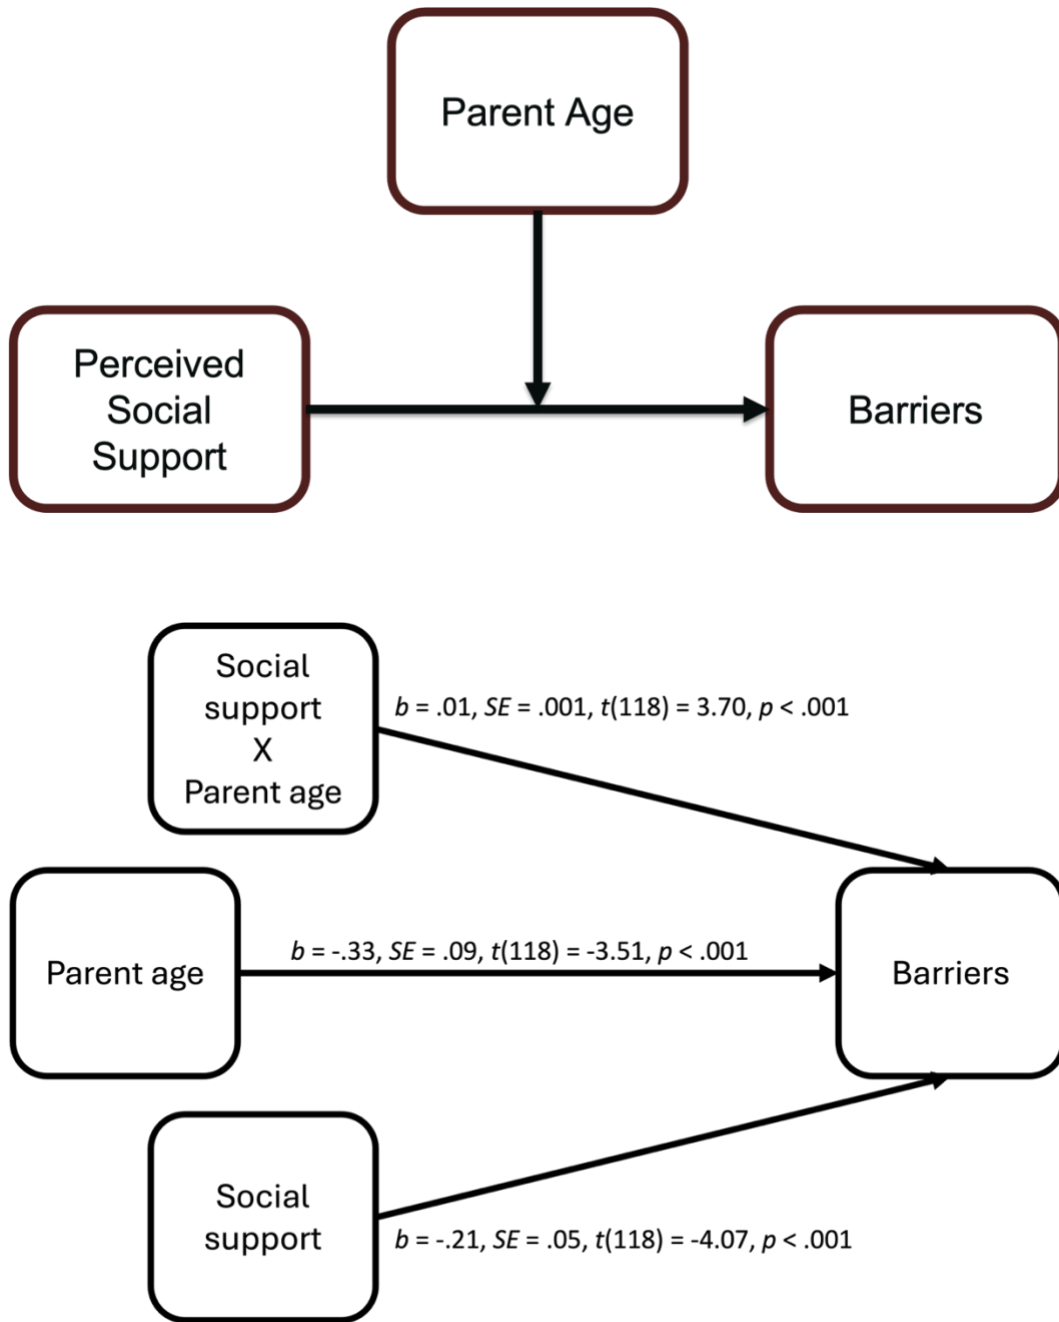 Parent Age
Perceived
Social
Support
Barriers
Social
support
X
Parent age
b = .01, SE = .001, t(118) = 3.70, p < .001
Parent age
b = -.33, SE = .09, t(118) = -3.51, p < .001
Barriers
Social
support
b = -.21, SE = .05, t(118) = -4.07, p < .001